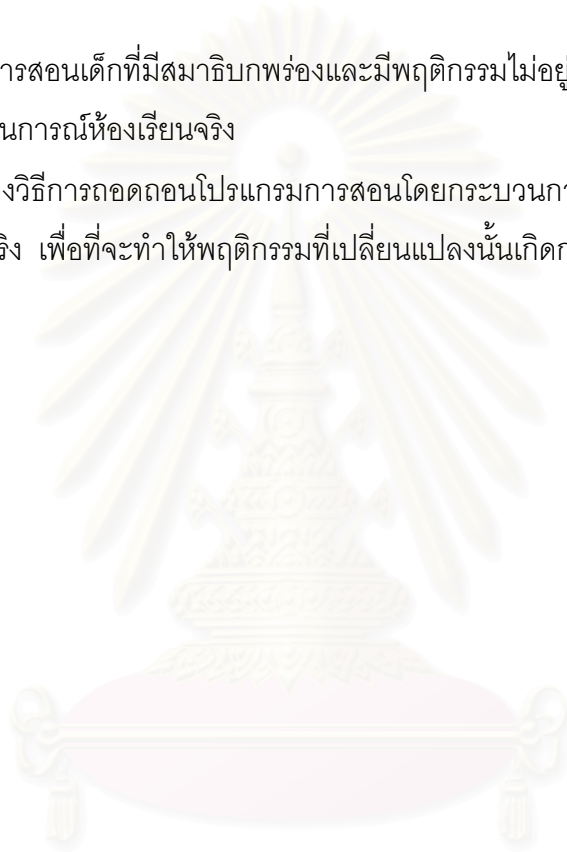 ารสอนเด็กที่มีสมาธิบกพร่องและมีพฤติกรรมไม่อยู่
นการณ์ห้องเรียนจริง
งวิธีการถอดถอนโปรแกรมการสอนโดยกระบวนกา
ริง เพื่อที่จะทำให้พฤติกรรมที่เปลี่ยนแปลงนั้นเกิดก